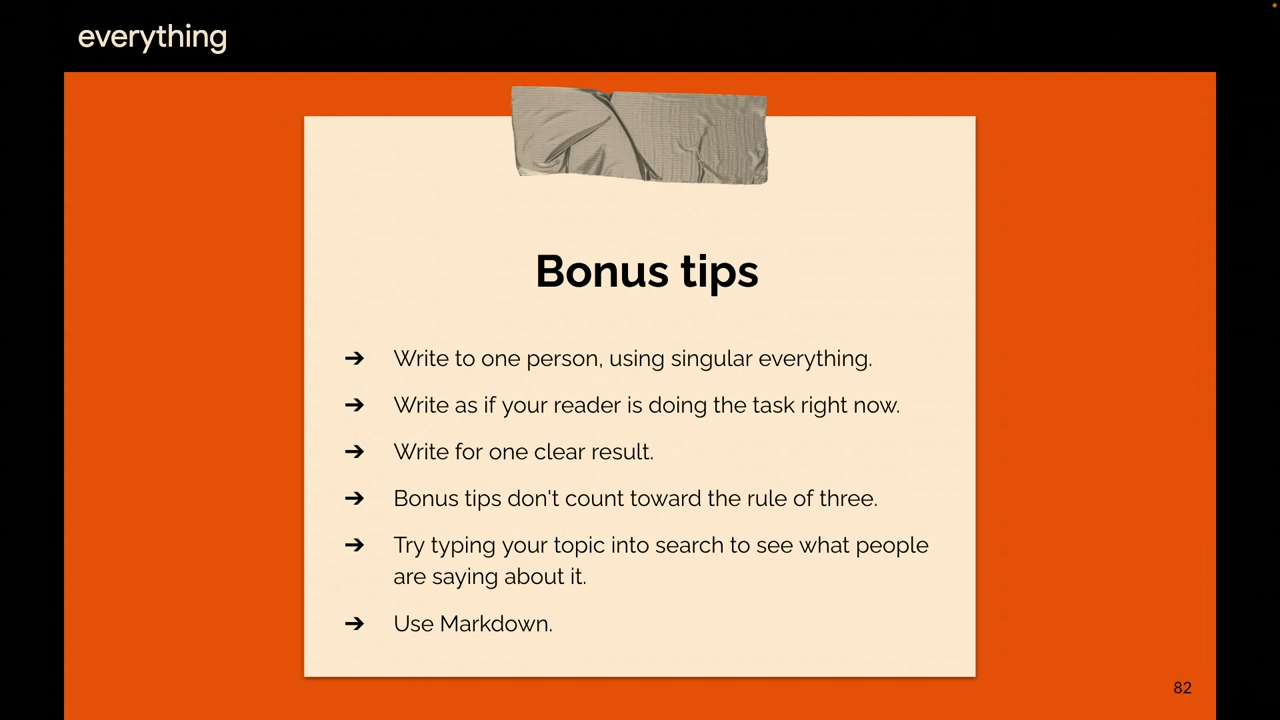 everything
Bonus tips
➔ Write to one person, using singular everything.
➔ Write as if your reader is doing the task right now.
➔ Write for one clear result.
➔ Bonus tips don't count toward the rule of three.
➔ Try typing your topic into search to see what people
are saying about it.
➔ Use Markdown.
82